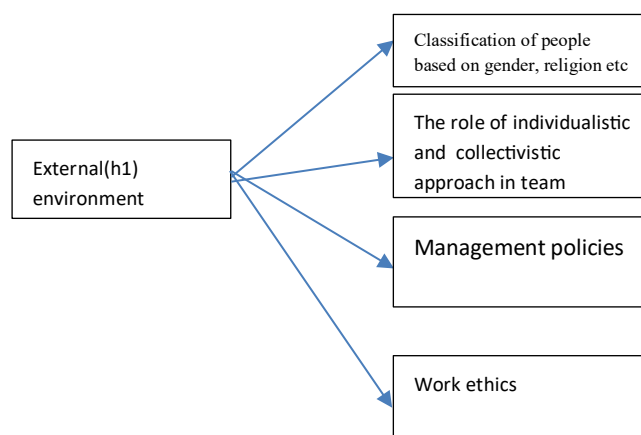 Classification of people
based on gender, religion etc
The role of individualistic
and collectivistic
approach in team
External(h1)
environment
Management policies
Work ethics